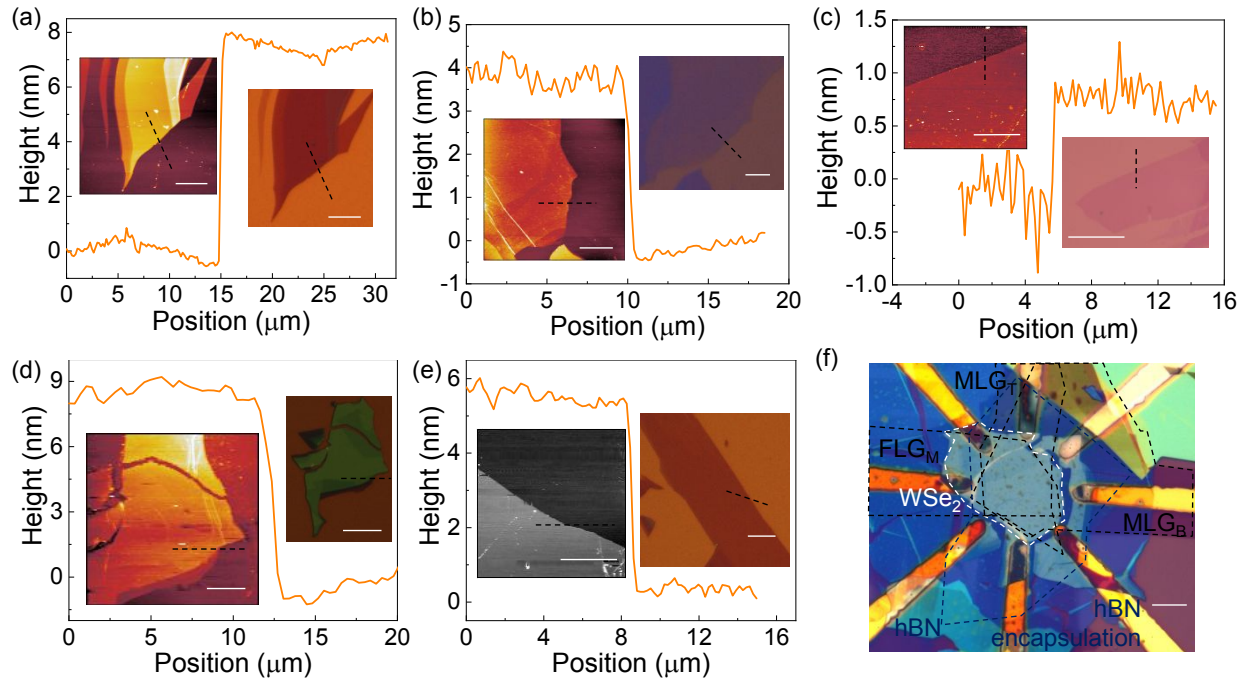 (a)
Height (nm)
8
6
4
2
0
0 5 10 15 20 25 30
Position (μm)
(b)
Height (nm)
5
4
3
2
1
0
-1
0 5 10 15 20
Position (μm)
(c)
Height (nm)
1.5
1.0
0.5
0.0
-0.5
-1.0
-4 0 4 8 12 16
Position (μm)
(d)
Height (nm)
9
6
3
0
0 5 10 15 20
Position (μm)
(e)
Height (nm)
6
4
2
0
0 4 8 12 16
Position (μm)
(f)
MLG_T
FLG_M
WSe₂
MLG_B
hBN
hBN
encapsulation